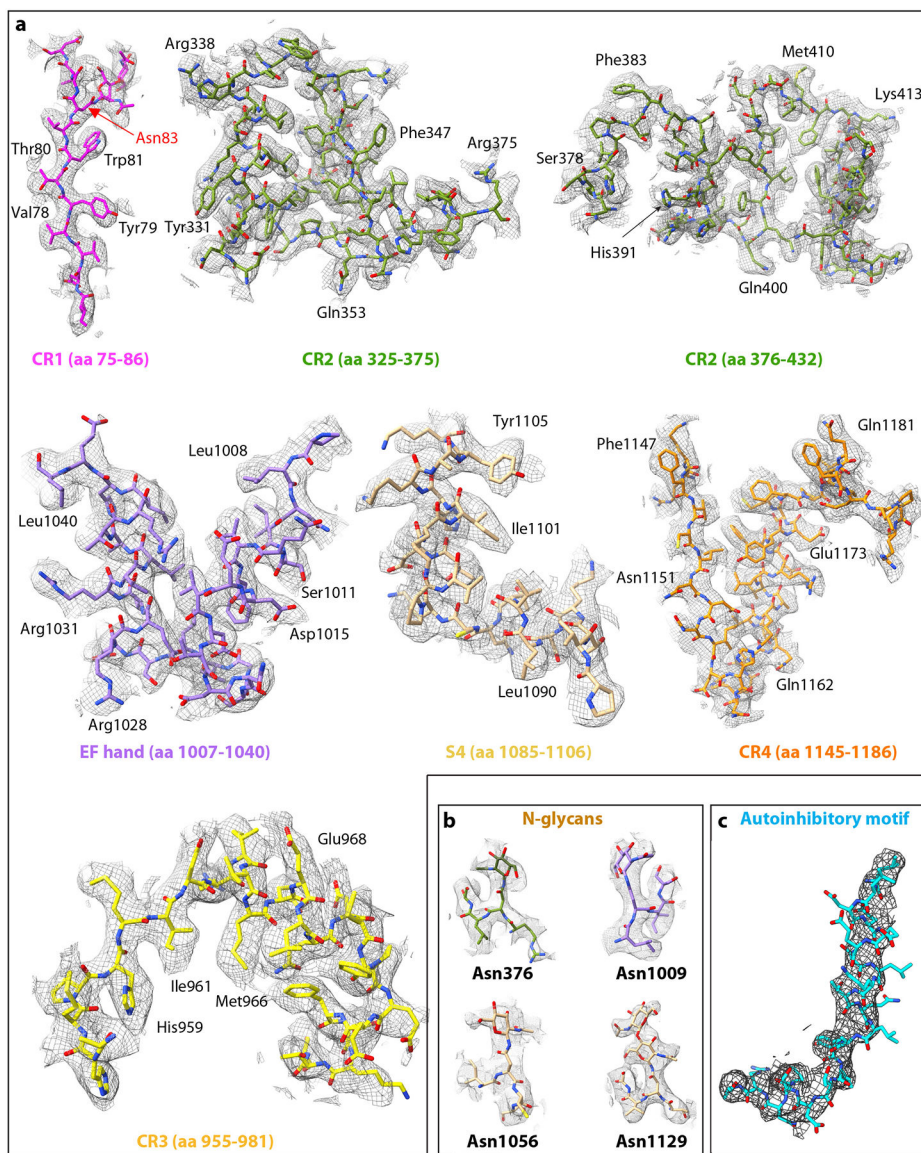 a
Asn83
Thr80
Trp81
Val78
Tyr79
CR1 (aa 75-86)
Arg338
Phe347
Arg375
Tyr331
Gln353
CR2 (aa 325-375)
Phe383
Met410
Lys413
Ser378
His391
Gln400
CR2 (aa 376-432)
Leu1008
Leu1040
Ser1011
Arg1031
Asp1015
Arg1028
EF hand (aa 1007-1040)
Tyr1105
Ile1101
Leu1090
S4 (aa 1085-1106)
Gln1181
Phe1147
Glu1173
Asn1151
Gln1162
CR4 (aa 1145-1186)
Glu968
Ile961
Met966
His959
CR3 (aa 955-981)
b
N-glycans
Asn376
Asn1009
Asn1056
Asn1129
c
Autoinhibitory motif